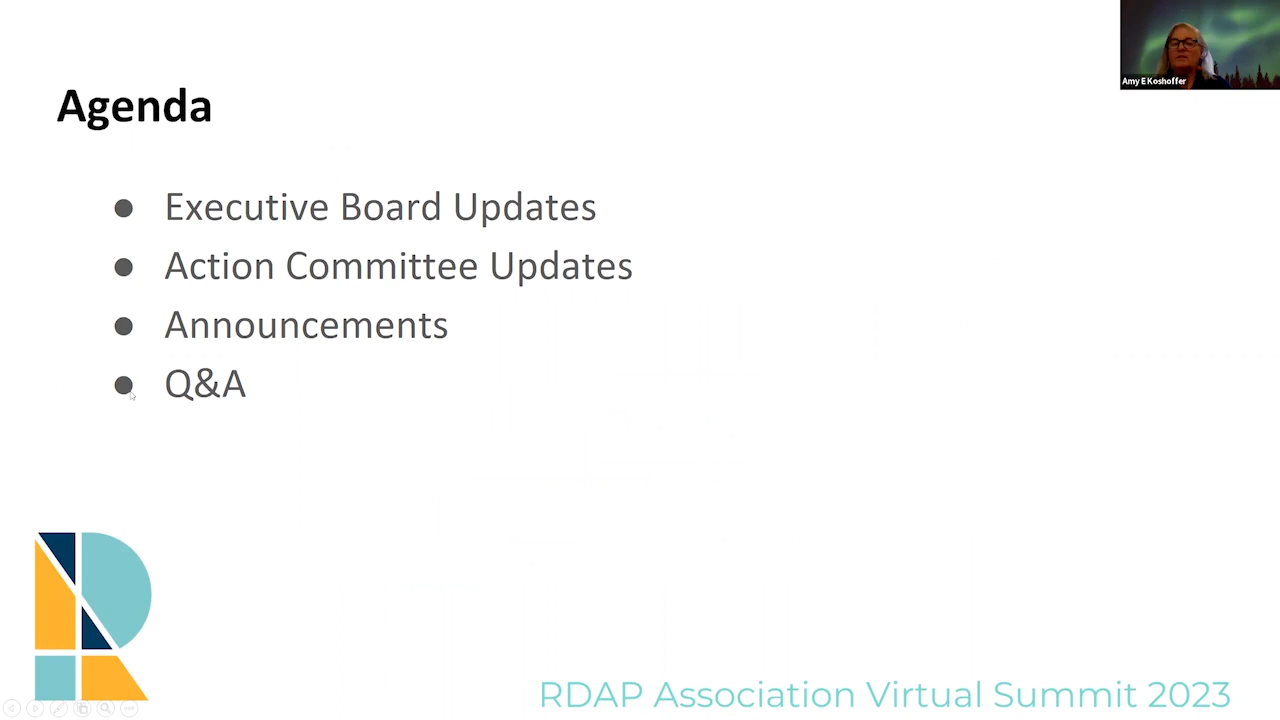 Amy E Koshoffer
Agenda
● Executive Board Updates
● Action Committee Updates
● Announcements
● Q&A
RDAP Association Virtual Summit 2023